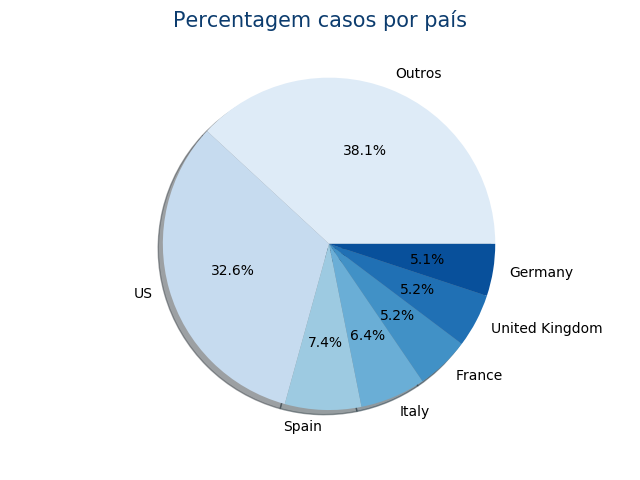 Percentagem casos por país
Outros
38.1%
32.6%
US
7.4%
Spain
6.4%
Italy
5.2%
France
5.2%
United Kingdom
5.1%
Germany